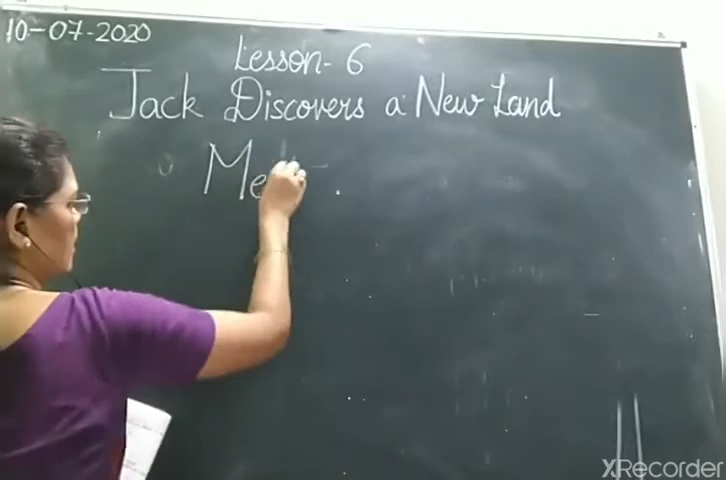 10-07-2020
Lesson - 6
Jack Discovers a New Land
Me
XRecorder